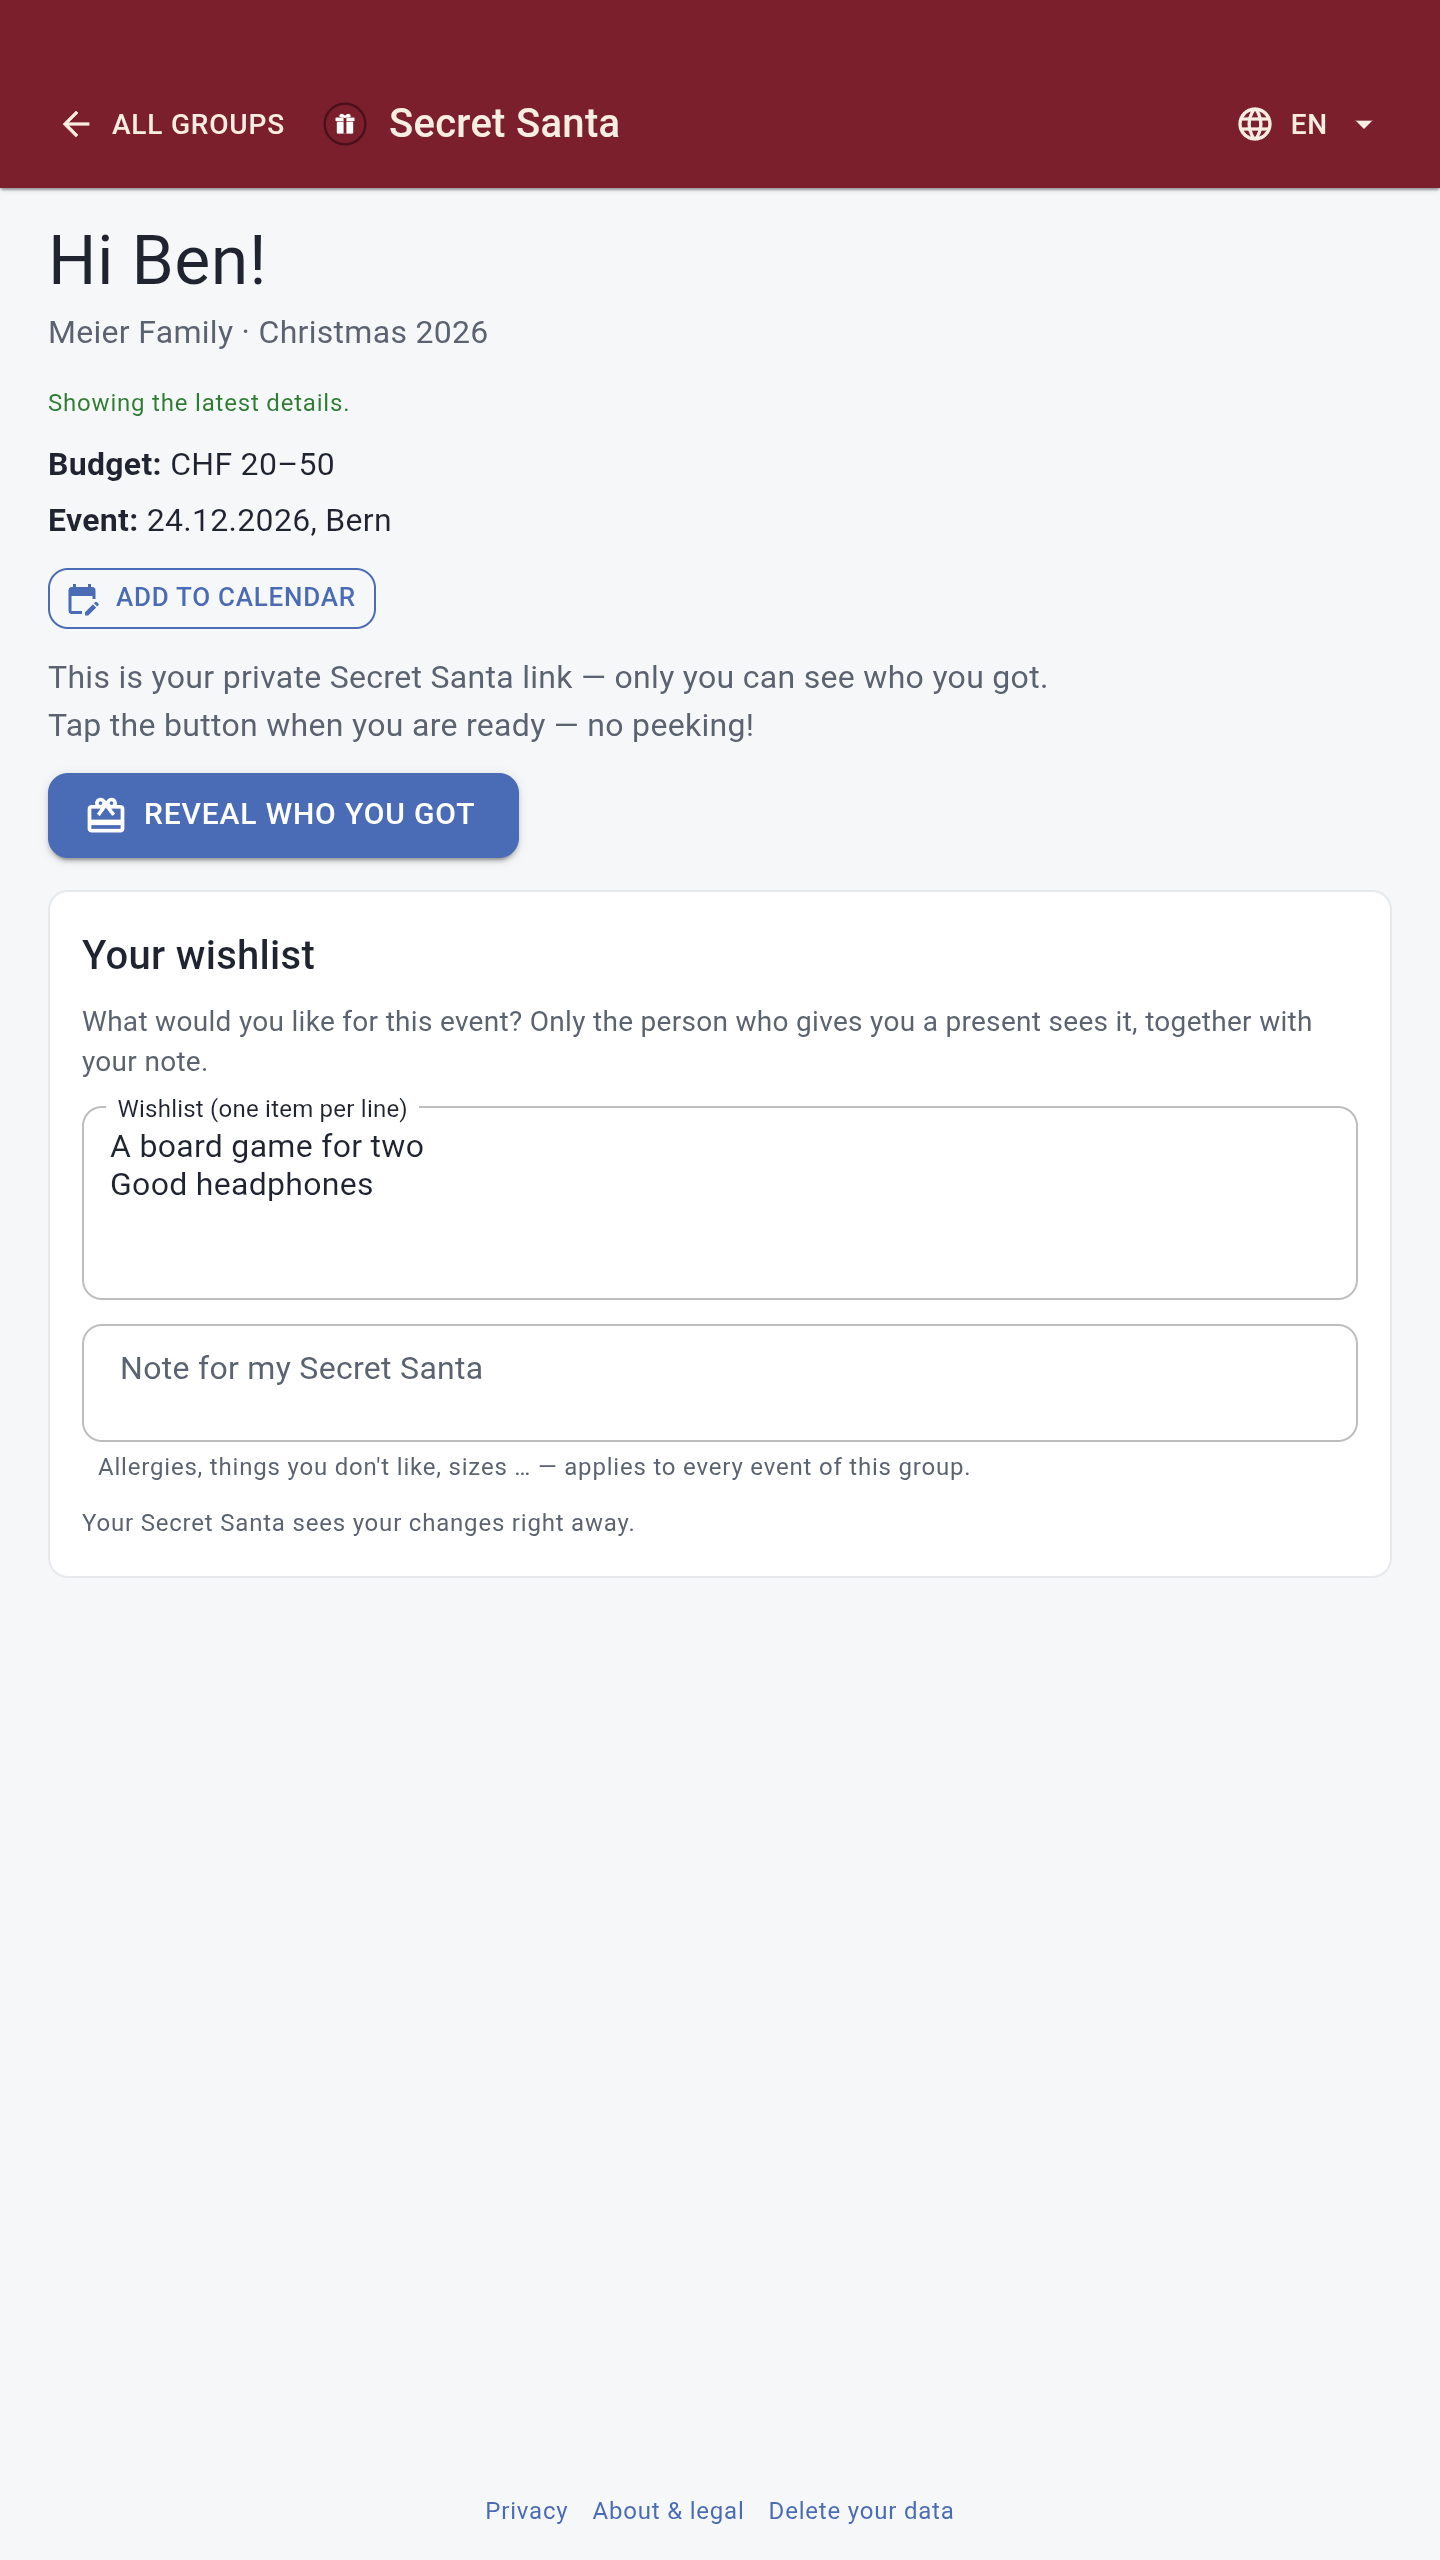 ALL GROUPS
Secret Santa
EN
Hi Ben!
Meier Family · Christmas 2026
Showing the latest details.
Budget: CHF 20–50
Event: 24.12.2026, Bern
ADD TO CALENDAR
This is your private Secret Santa link — only you can see who you got.
Tap the button when you are ready — no peeking!
REVEAL WHO YOU GOT
Your wishlist
What would you like for this event? Only the person who gives you a present sees it, together with
your note.
Wishlist (one item per line)
A board game for two
Good headphones
Note for my Secret Santa
Allergies, things you don't like, sizes … — applies to every event of this group.
Your Secret Santa sees your changes right away.
Privacy
About & legal
Delete your data